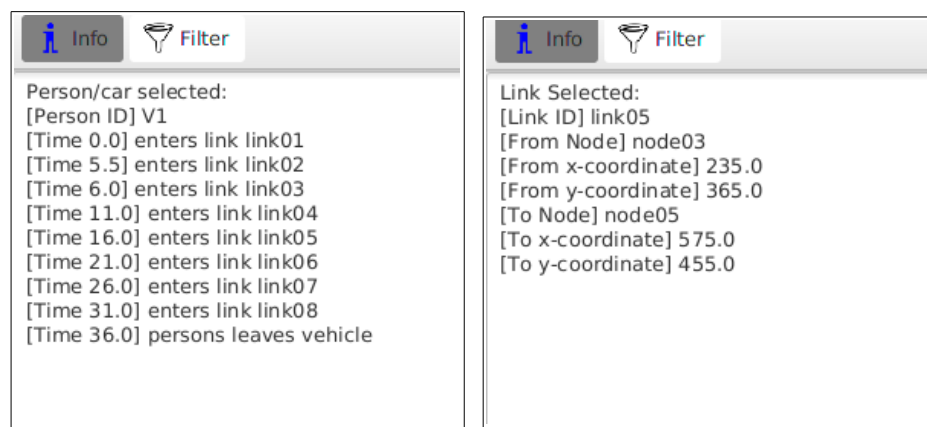 Info Filter
Person/car selected:
[Person ID] V1
[Time 0.0] enters link link01
[Time 5.5] enters link link02
[Time 6.0] enters link link03
[Time 11.0] enters link link04
[Time 16.0] enters link link05
[Time 21.0] enters link link06
[Time 26.0] enters link link07
[Time 31.0] enters link link08
[Time 36.0] persons leaves vehicle
Info Filter
Link Selected:
[Link ID] link05
[From Node] node03
[From x-coordinate] 235.0
[From y-coordinate] 365.0
[To Node] node05
[To x-coordinate] 575.0
[To y-coordinate] 455.0